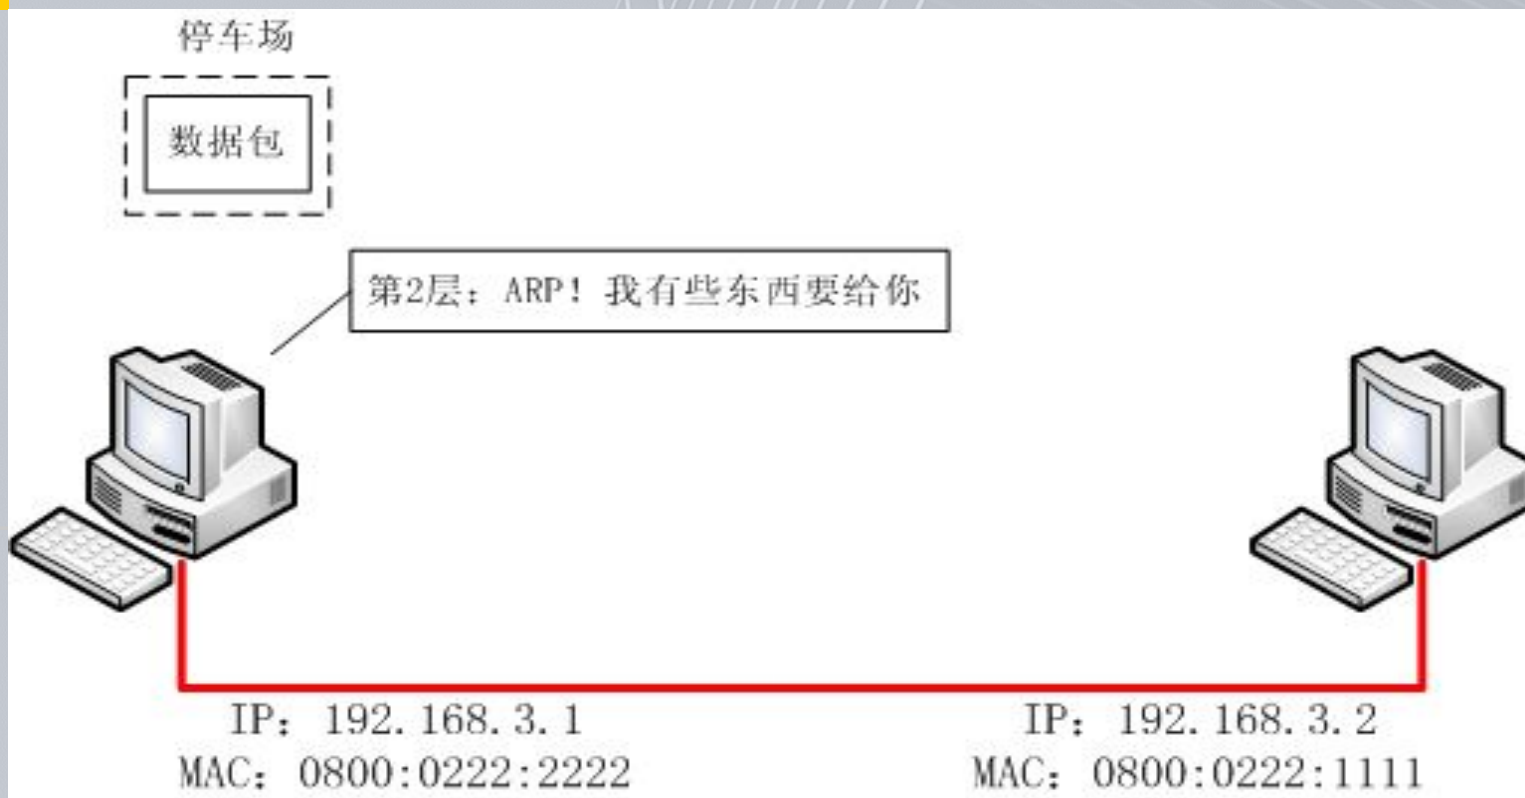 停车场
数据包
第2层：ARP！我有些东西要给你
IP：192.168.3.1
MAC：0800:0222:2222
IP：192.168.3.2
MAC：0800:0222:1111